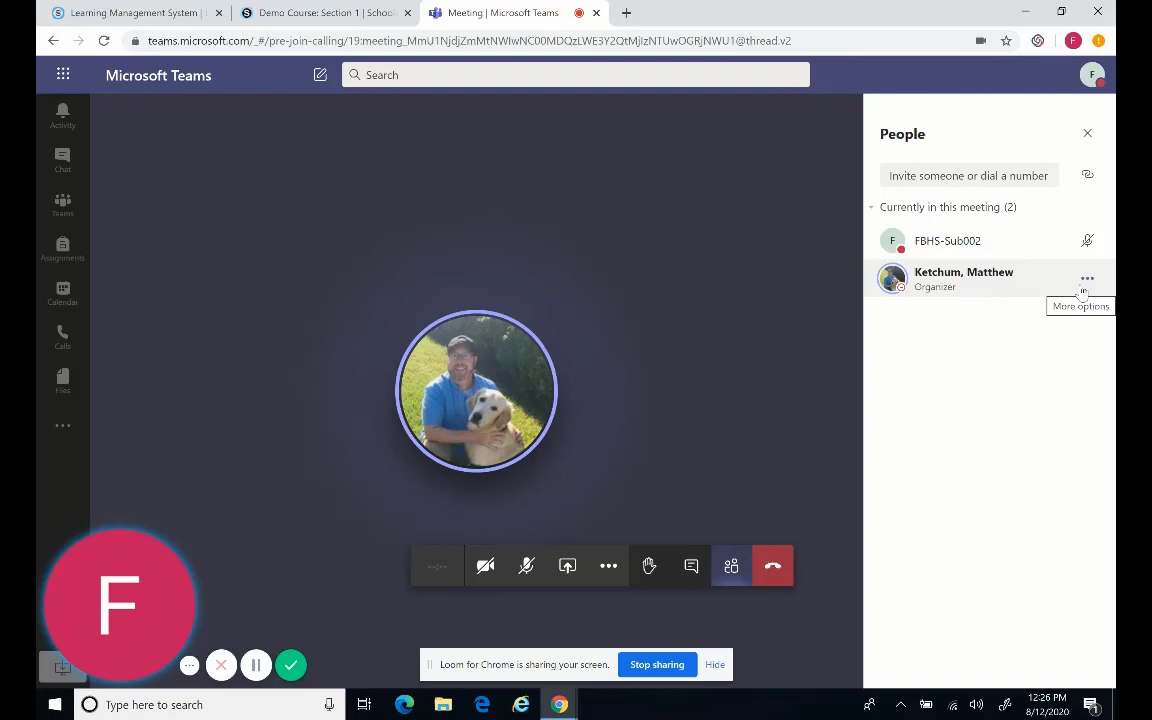 Learning Management System |
Demo Course: Section 1 | School
Meeting | Microsoft Teams
teams.microsoft.com/_#/pre-join-calling/19:meeting_MmU1NjdjZmMtNWIwNC00MDQzLWE3Y2QtMjIzNTUwOGRjNWU1@thread.v2
F
Microsoft Teams
Search
F
Activity
Chat
Teams
Assignments
Calendar
Calls
Files
People
Invite someone or dial a number
Currently in this meeting (2)
F
FBHS-Sub002
Ketchum, Matthew
Organizer
More options
--:--
F
Loom for Chrome is sharing your screen.
Stop sharing
Hide
Type here to search
12:26 PM
8/12/2020
1